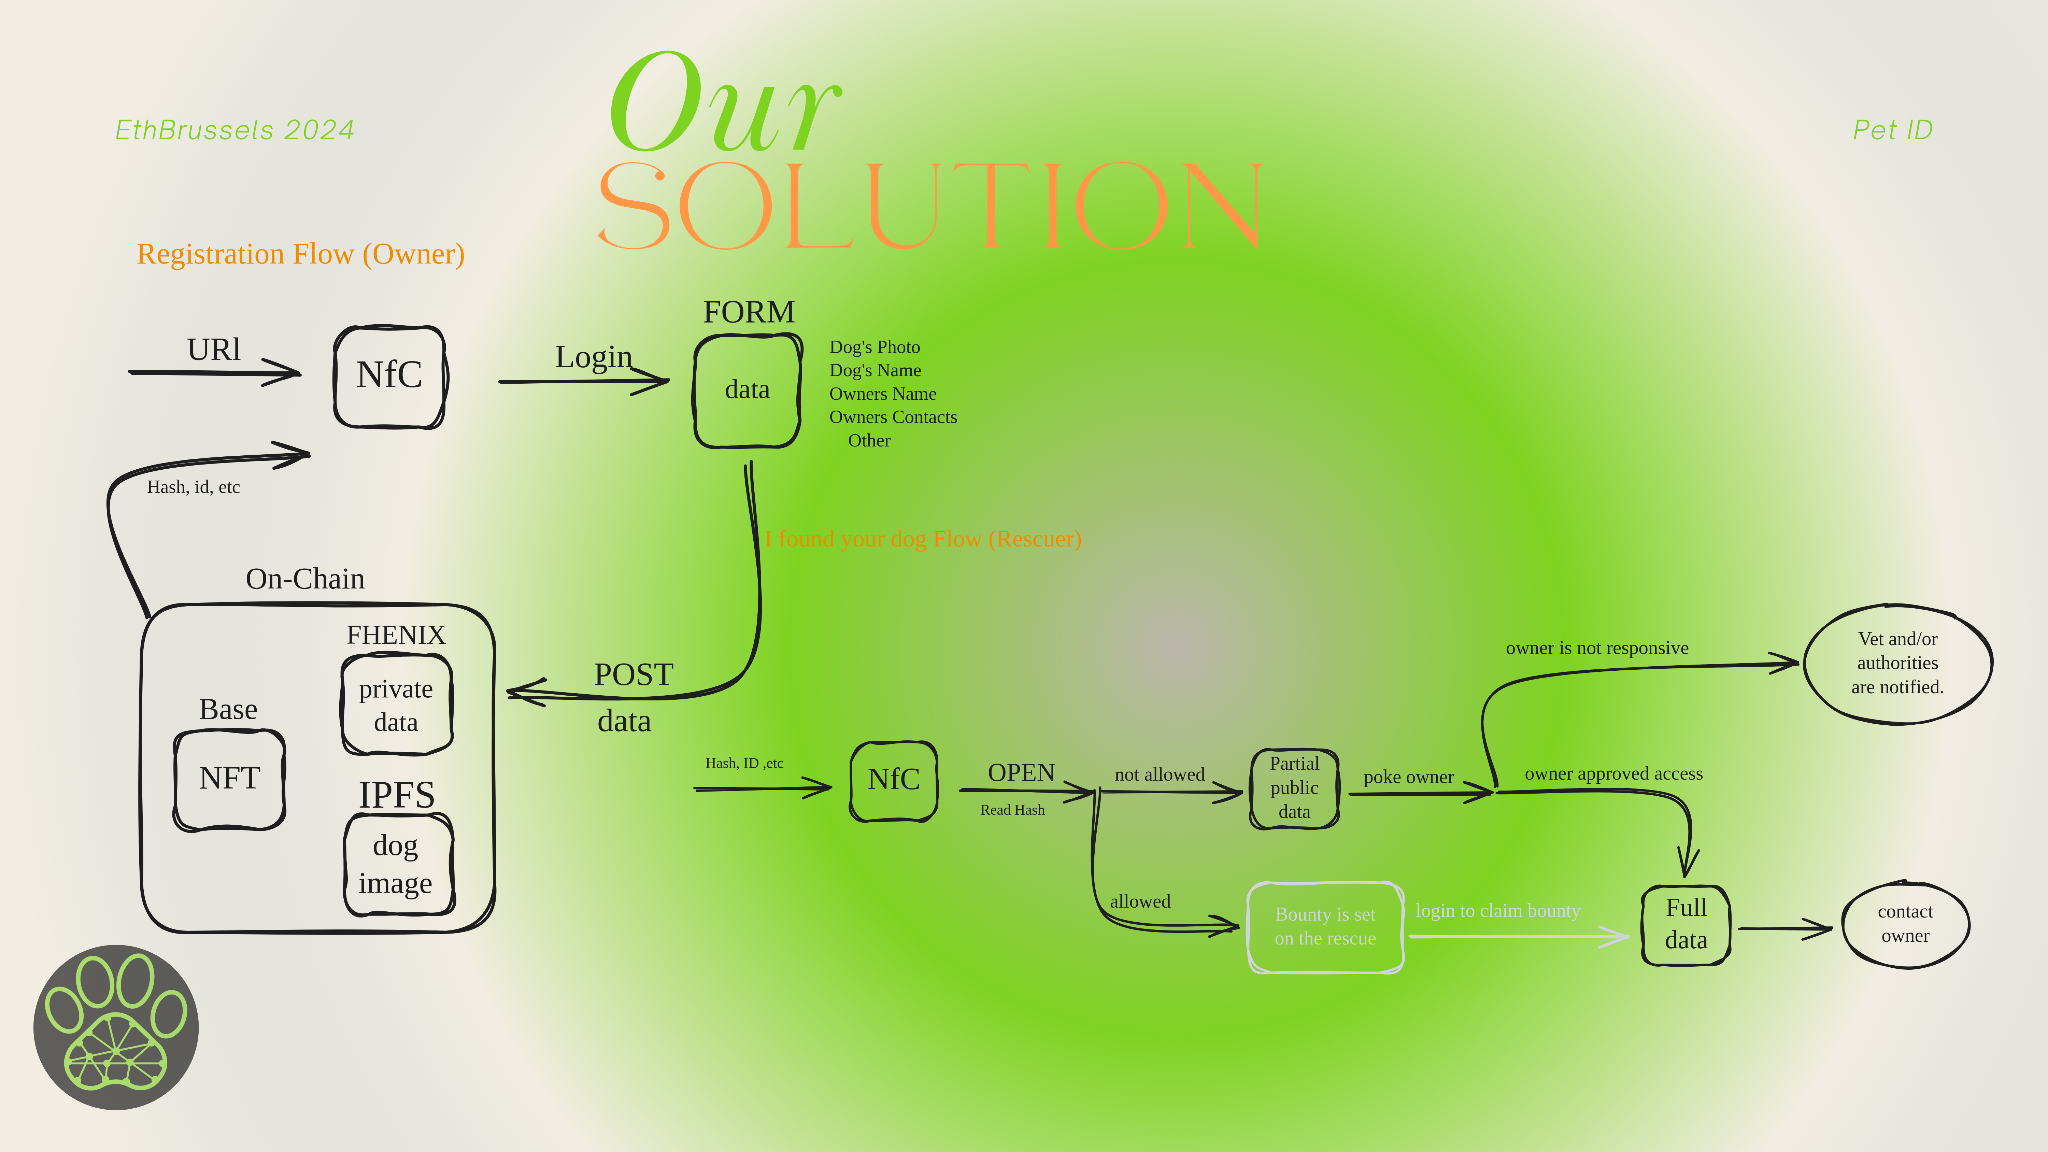 Our
SOLUTION
EthBrussels 2024
Pet ID
Registration Flow (Owner)
URl
NfC
Login
FORM
data
Dog's Photo
Dog's Name
Owners Name
Owners Contacts
Other
Hash, id, etc
I found your dog Flow (Rescuer)
On-Chain
FHENIX
private
data
Base
NFT
IPFS
dog
image
POST
data
Hash, ID ,etc
NfC
OPEN
Read Hash
not allowed
Partial
public
data
poke owner
owner is not responsive
Vet and/or
authorities
are notified.
owner approved access
allowed
Bounty is set
on the rescue
login to claim bounty
Full
data
contact
owner